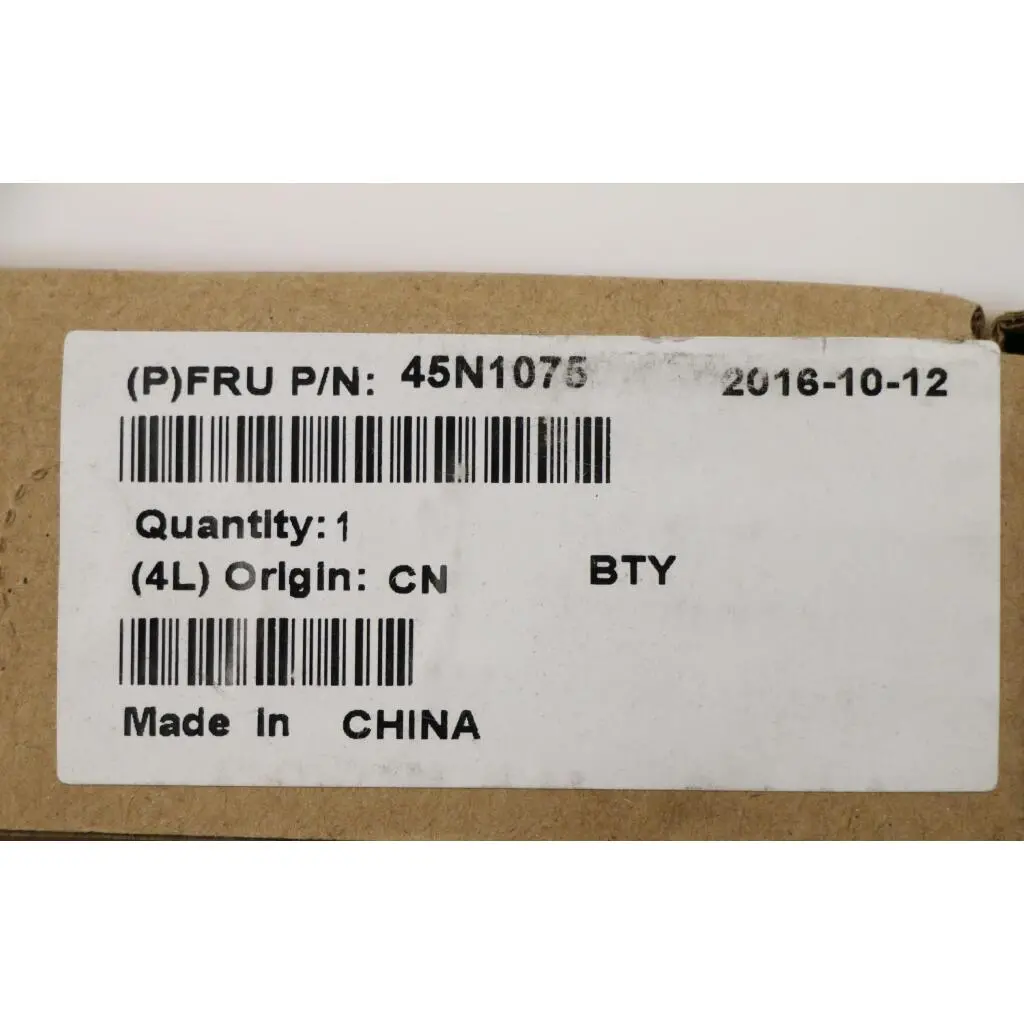 (P)FRU P/N: 45N1075 2016-10-12
Quantity: 1
(4L) Origin: CN BTY
Made in CHINA